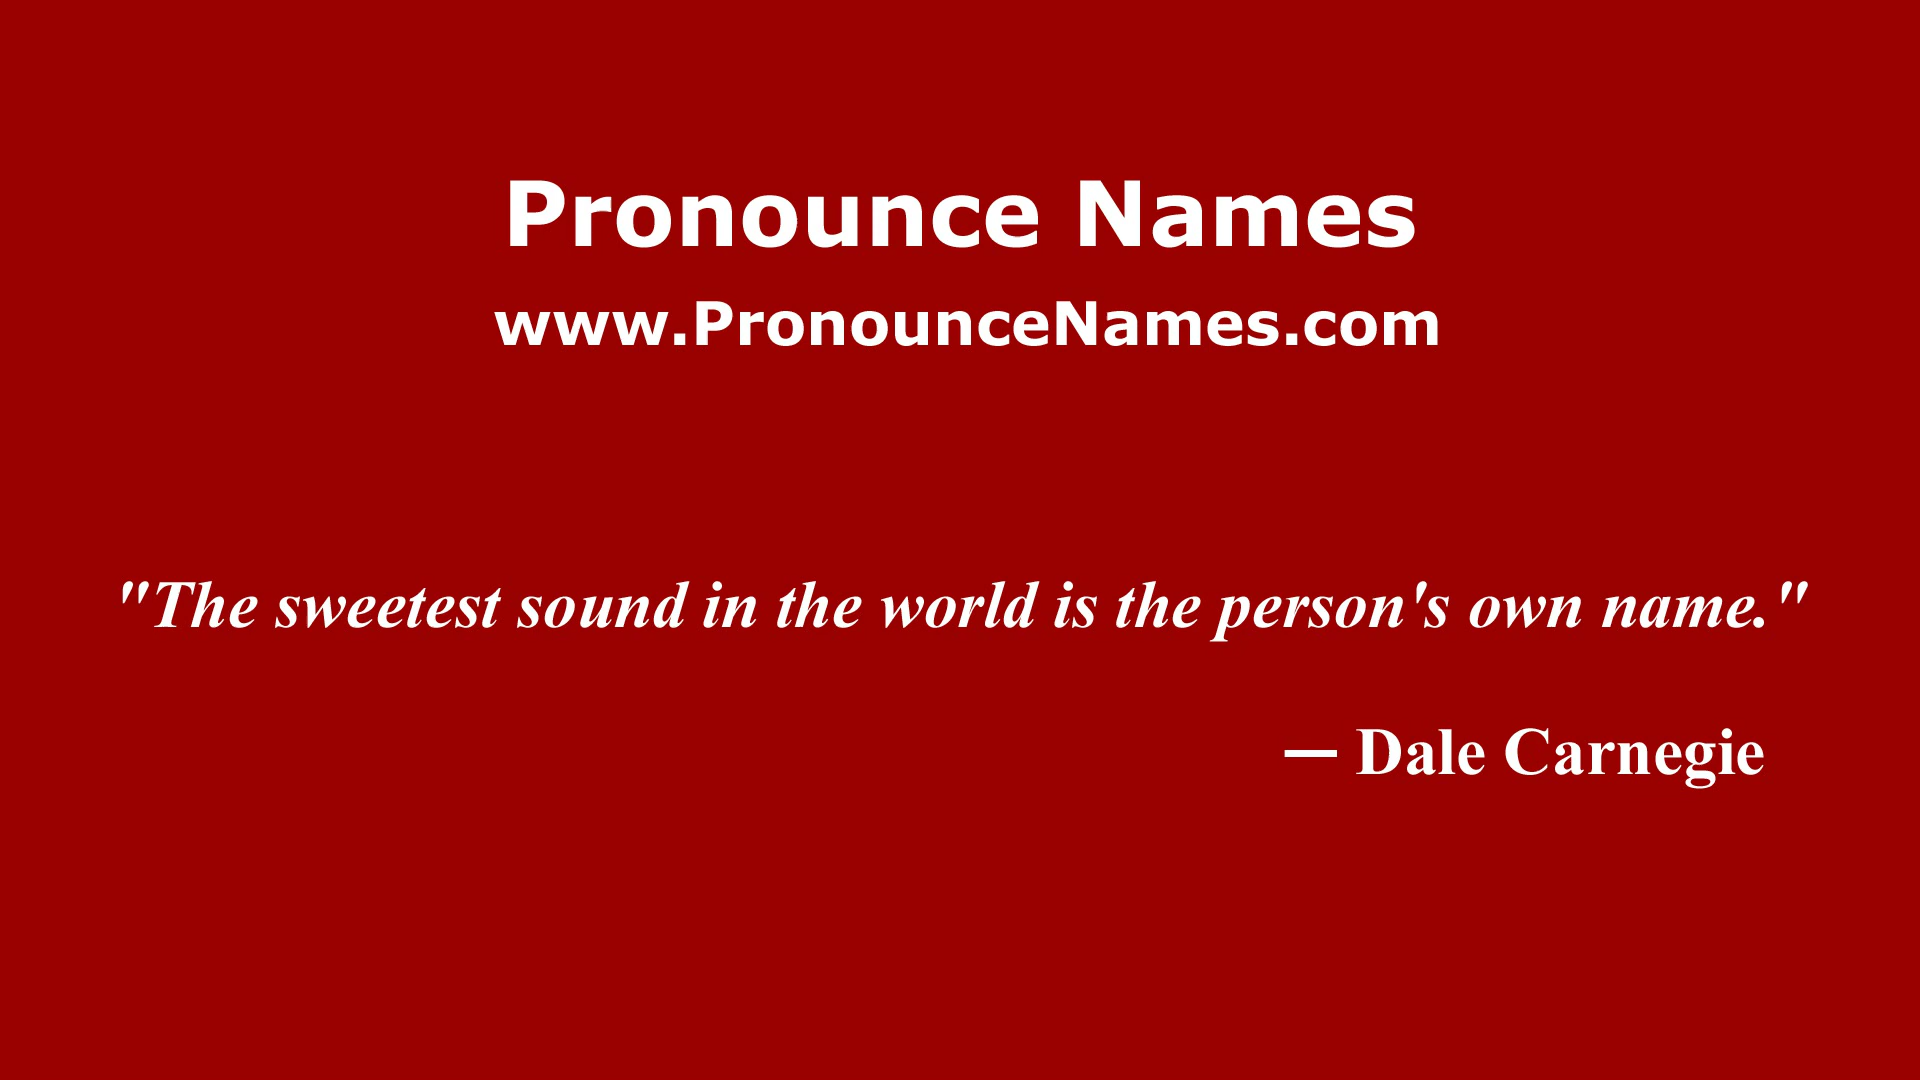 Pronounce Names
www.PronounceNames.com
"The sweetest sound in the world is the person's own name."
— Dale Carnegie